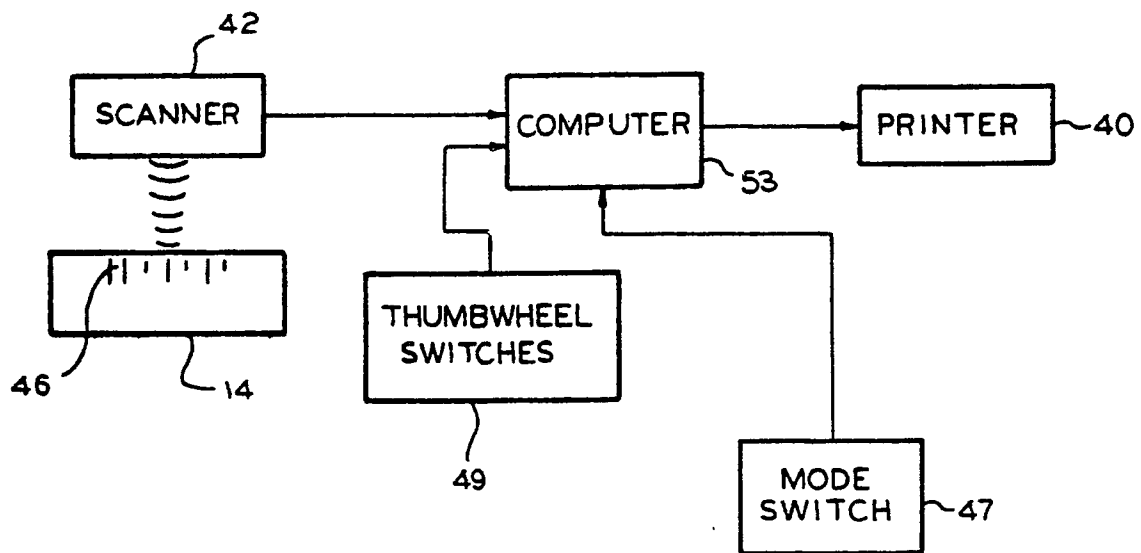 42
SCANNER
COMPUTER
PRINTER
40
53
46
14
THUMBWHEEL
SWITCHES
49
MODE
SWITCH
47